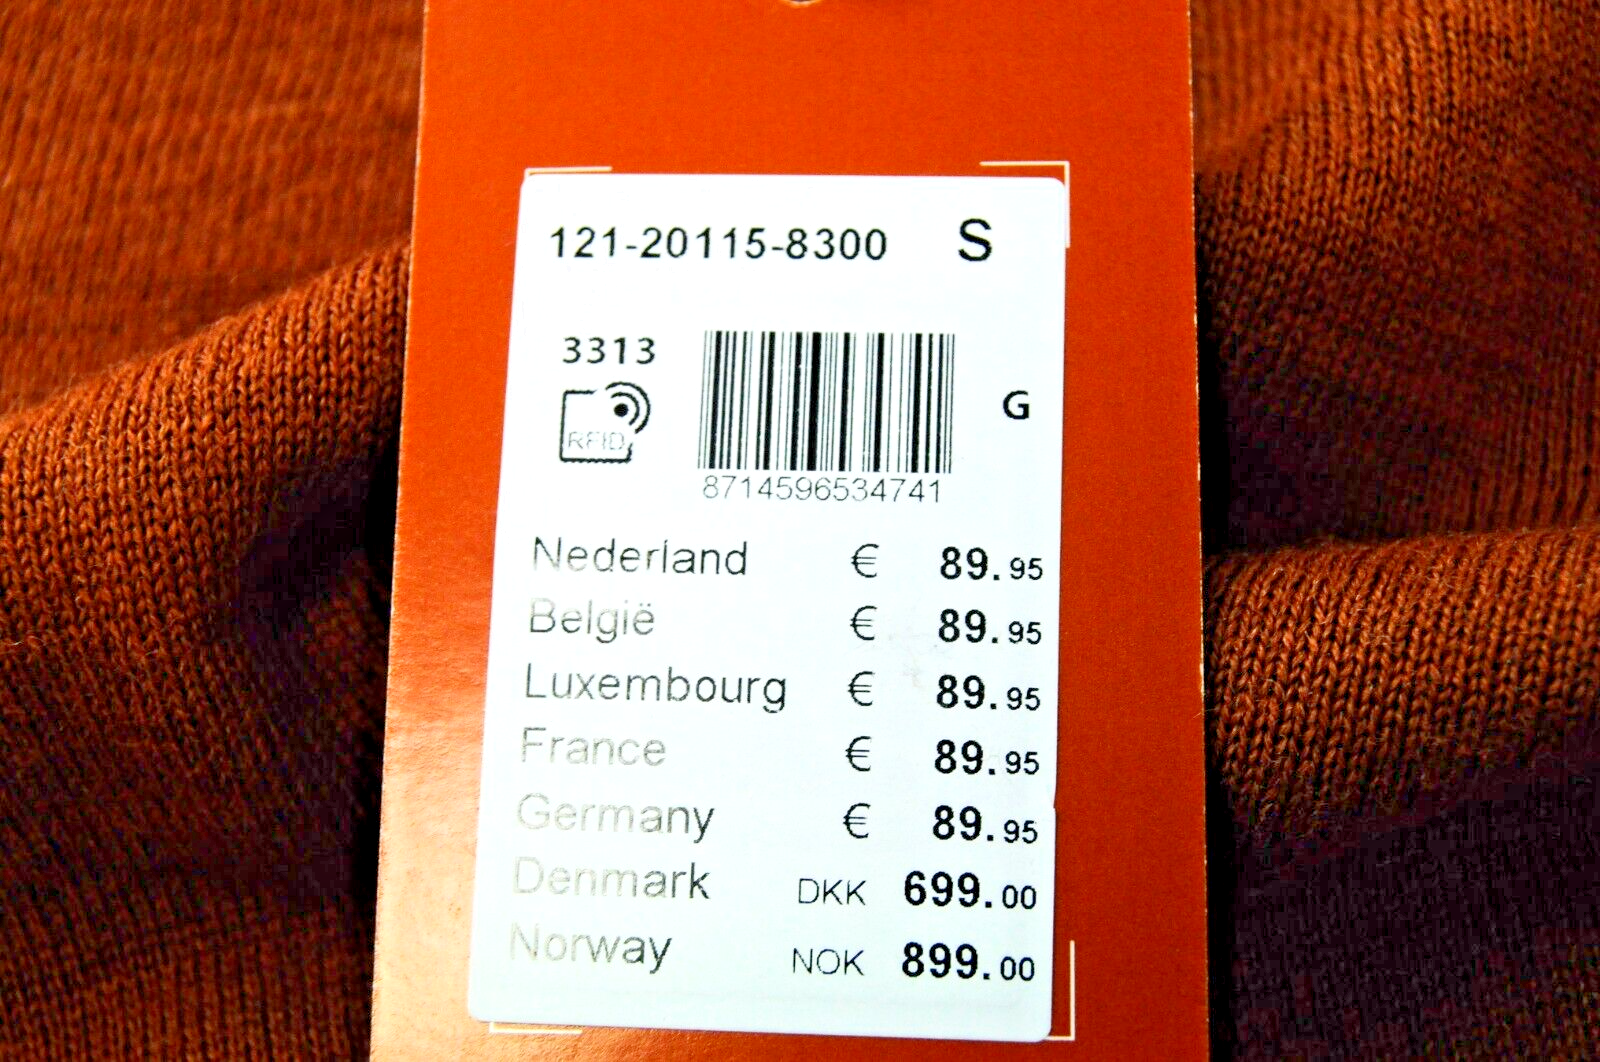 121-20115-8300 S
3313
RFID
G
8714596534741
Nederland € 89.95
België € 89.95
Luxembourg € 89.95
France € 89.95
Germany € 89.95
Denmark DKK 699.00
Norway NOK 899.00